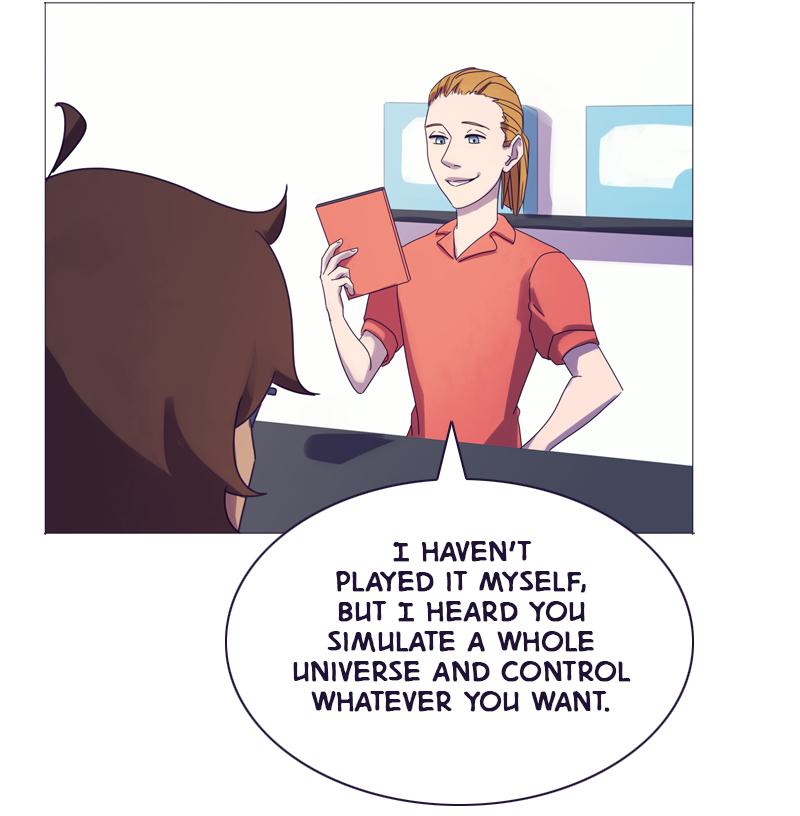 I HAVEN'T
PLAYED IT MYSELF,
BUT I HEARD YOU
SIMULATE A WHOLE
UNIVERSE AND CONTROL
WHATEVER YOU WANT.